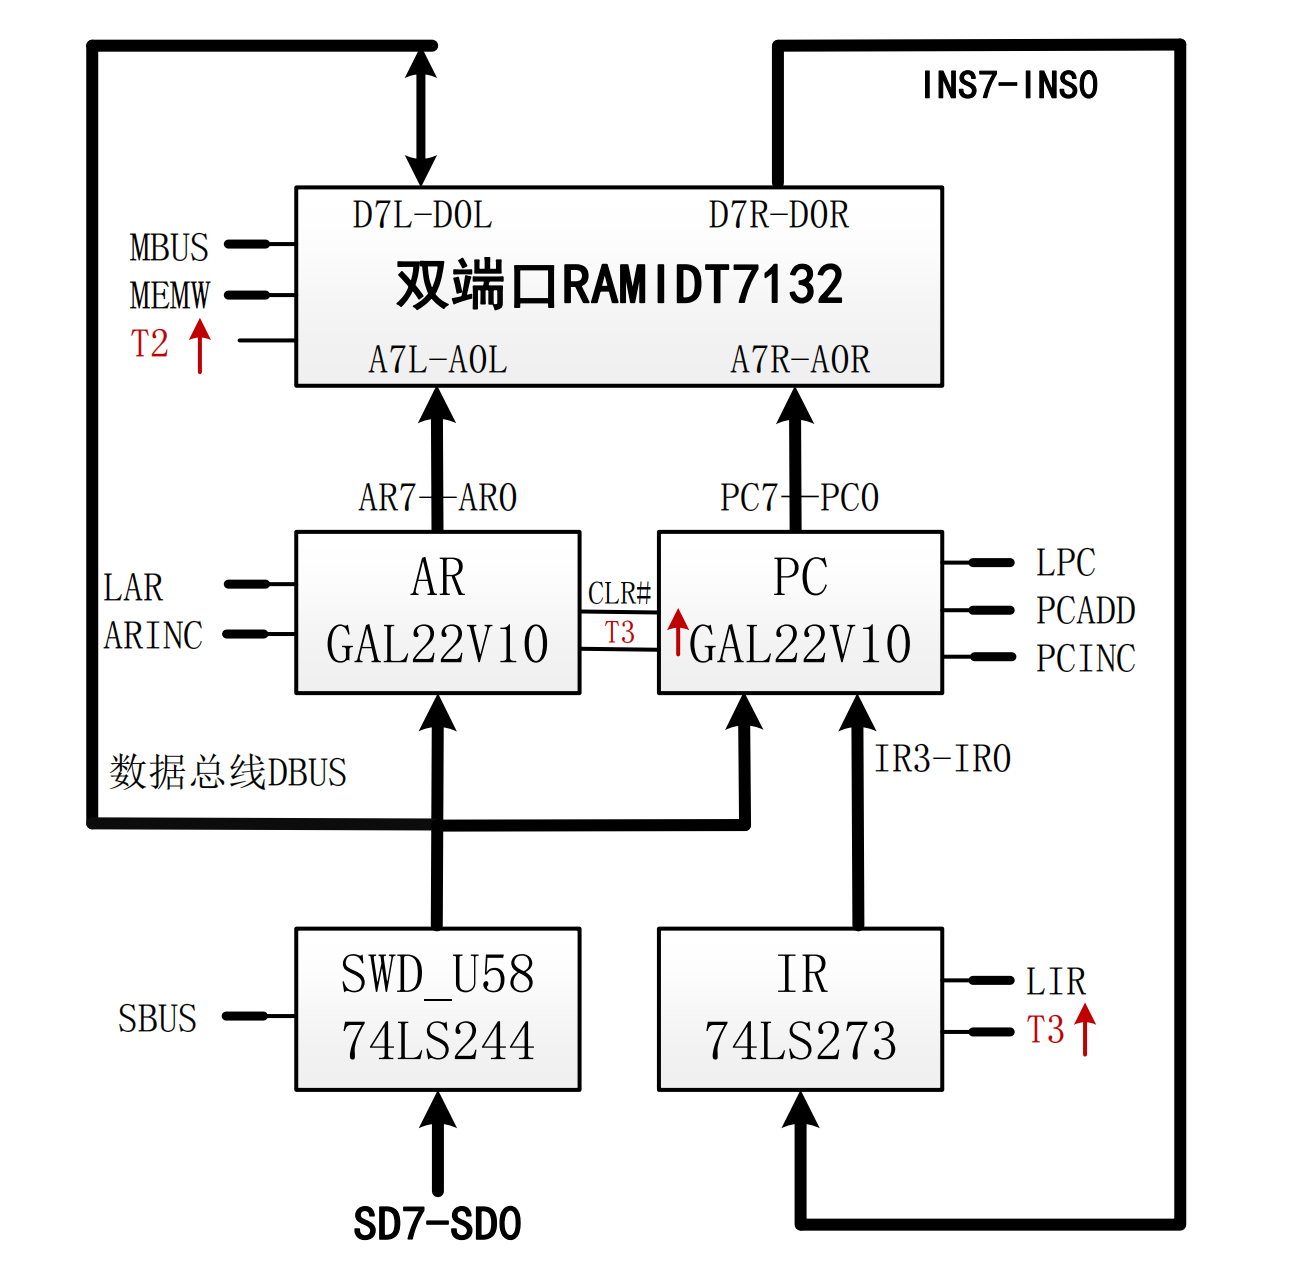 INS7-INS0
D7L-D0L
D7R-D0R
MBUS
双端口RAMIDT7132
MEMW
T2
A7L-A0L
A7R-A0R
AR7--AR0
PC7--PC0
LAR
AR
CLR#
PC
LPC
ARINC
GAL22V10
T3
GAL22V10
PCADD
PCINC
数据总线DBUS
IR3-IR0
SWD_U58
IR
LIR
SBUS
74LS244
74LS273
T3
SD7-SD0